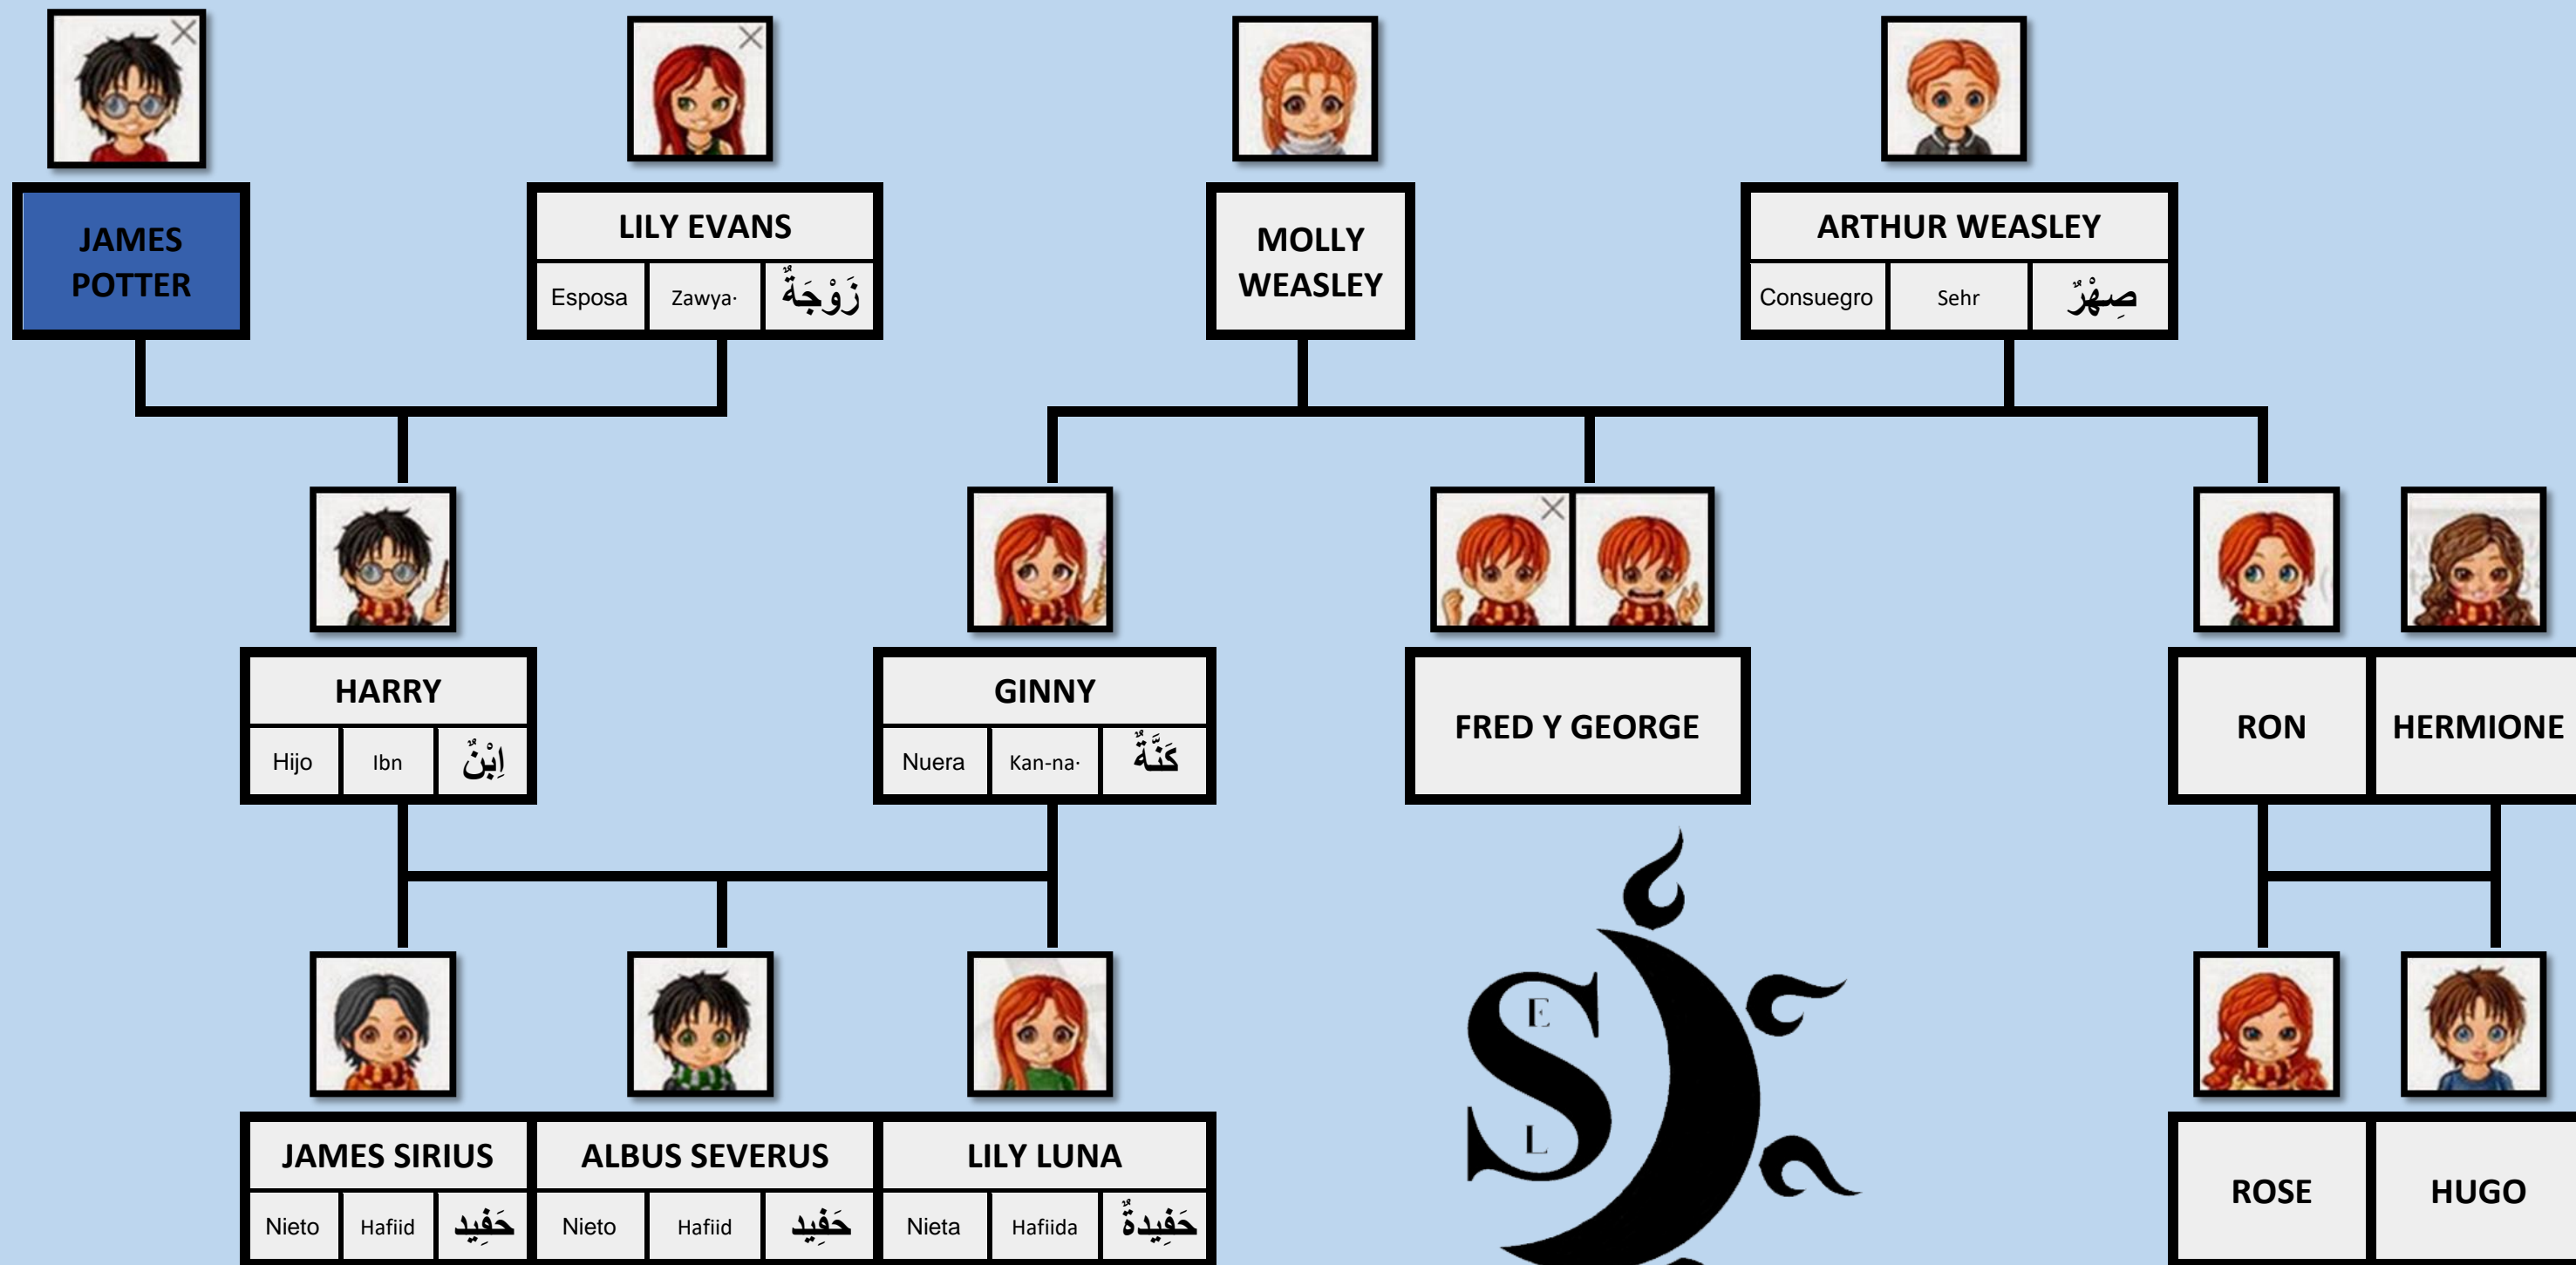 JAMES
POTTER
LILY EVANS
Esposa Zawya· زَوْجَةٌ
MOLLY
WEASLEY
ARTHUR WEASLEY
Consuegro Sehr صِهْرٌ
HARRY
Hijo Ibn اِبْنٌ
GINNY
Nuera Kan-na· كَنَّةٌ
FRED Y GEORGE
RON
HERMIONE
JAMES SIRIUS
Nieto Hafiid حَفِيد
ALBUS SEVERUS
Nieto Hafiid حَفِيد
LILY LUNA
Nieta Hafiida حَفِيدةٌ
S
E
L
ROSE
HUGO